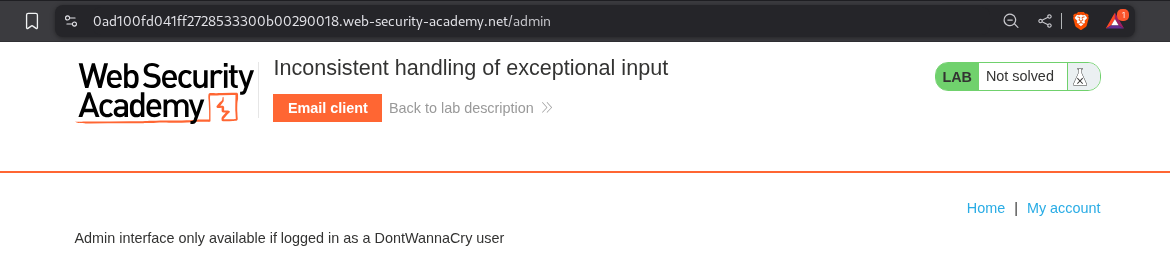 0ad100fd041ff2728533300b00290018.web-security-academy.net/admin
1
Web Security
Academy
Inconsistent handling of exceptional input
LAB Not solved
Email client Back to lab description
Home | My account
Admin interface only available if logged in as a DontWannaCry user